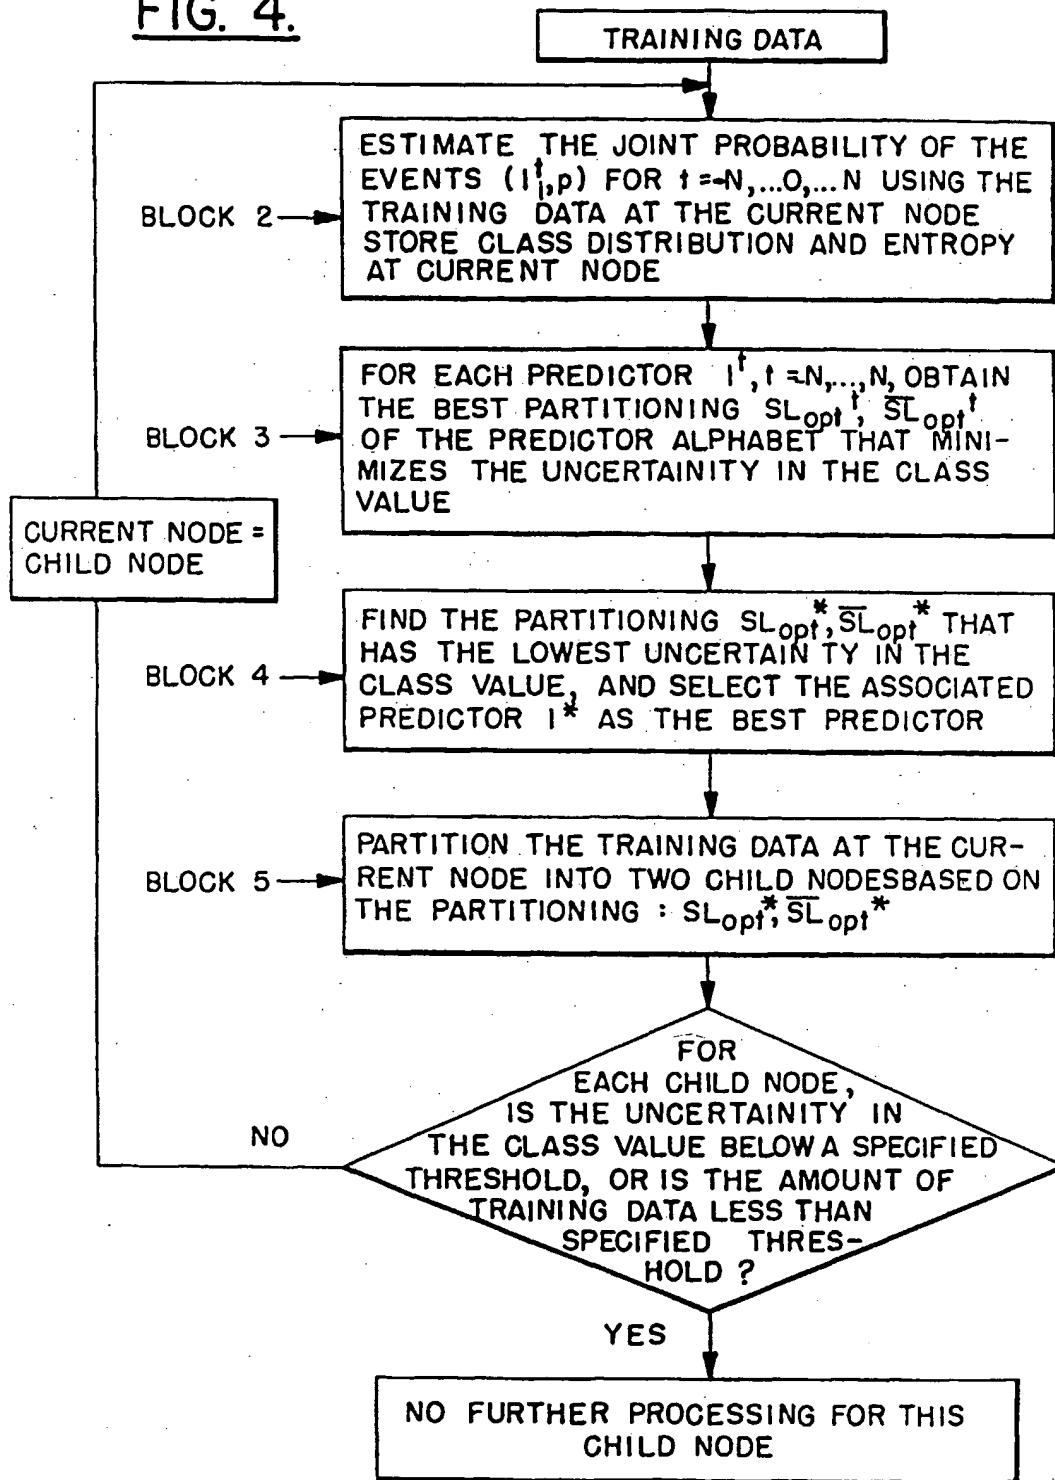 FIG. 4.
TRAINING DATA
ESTIMATE THE JOINT PROBABILITY OF THE
EVENTS (l_i^t,p) FOR t=-N,...O,...N USING THE
TRAINING DATA AT THE CURRENT NODE
STORE CLASS DISTRIBUTION AND ENTROPY
AT CURRENT NODE
BLOCK 2
FOR EACH PREDICTOR l^t, t=N,...,N, OBTAIN
THE BEST PARTITIONING SL_opt^t, S̅L̅_opt^t
OF THE PREDICTOR ALPHABET THAT MINI-
MIZES THE UNCERTAINITY IN THE CLASS
VALUE
BLOCK 3
CURRENT NODE =
CHILD NODE
FIND THE PARTITIONING SL_opt^*, S̅L̅_opt^* THAT
HAS THE LOWEST UNCERTAIN TY IN THE
CLASS VALUE, AND SELECT THE ASSOCIATED
PREDICTOR l^* AS THE BEST PREDICTOR
BLOCK 4
PARTITION THE TRAINING DATA AT THE CUR-
RENT NODE INTO TWO CHILD NODESBASED ON
THE PARTITIONING : SL_opt^*, S̅L̅_opt^*
BLOCK 5
FOR
EACH CHILD NODE,
IS THE UNCERTAINITY IN
THE CLASS VALUE BELOW A SPECIFIED
THRESHOLD, OR IS THE AMOUNT OF
TRAINING DATA LESS THAN
SPECIFIED THRES-
HOLD ?
NO
YES
NO FURTHER PROCESSING FOR THIS
CHILD NODE